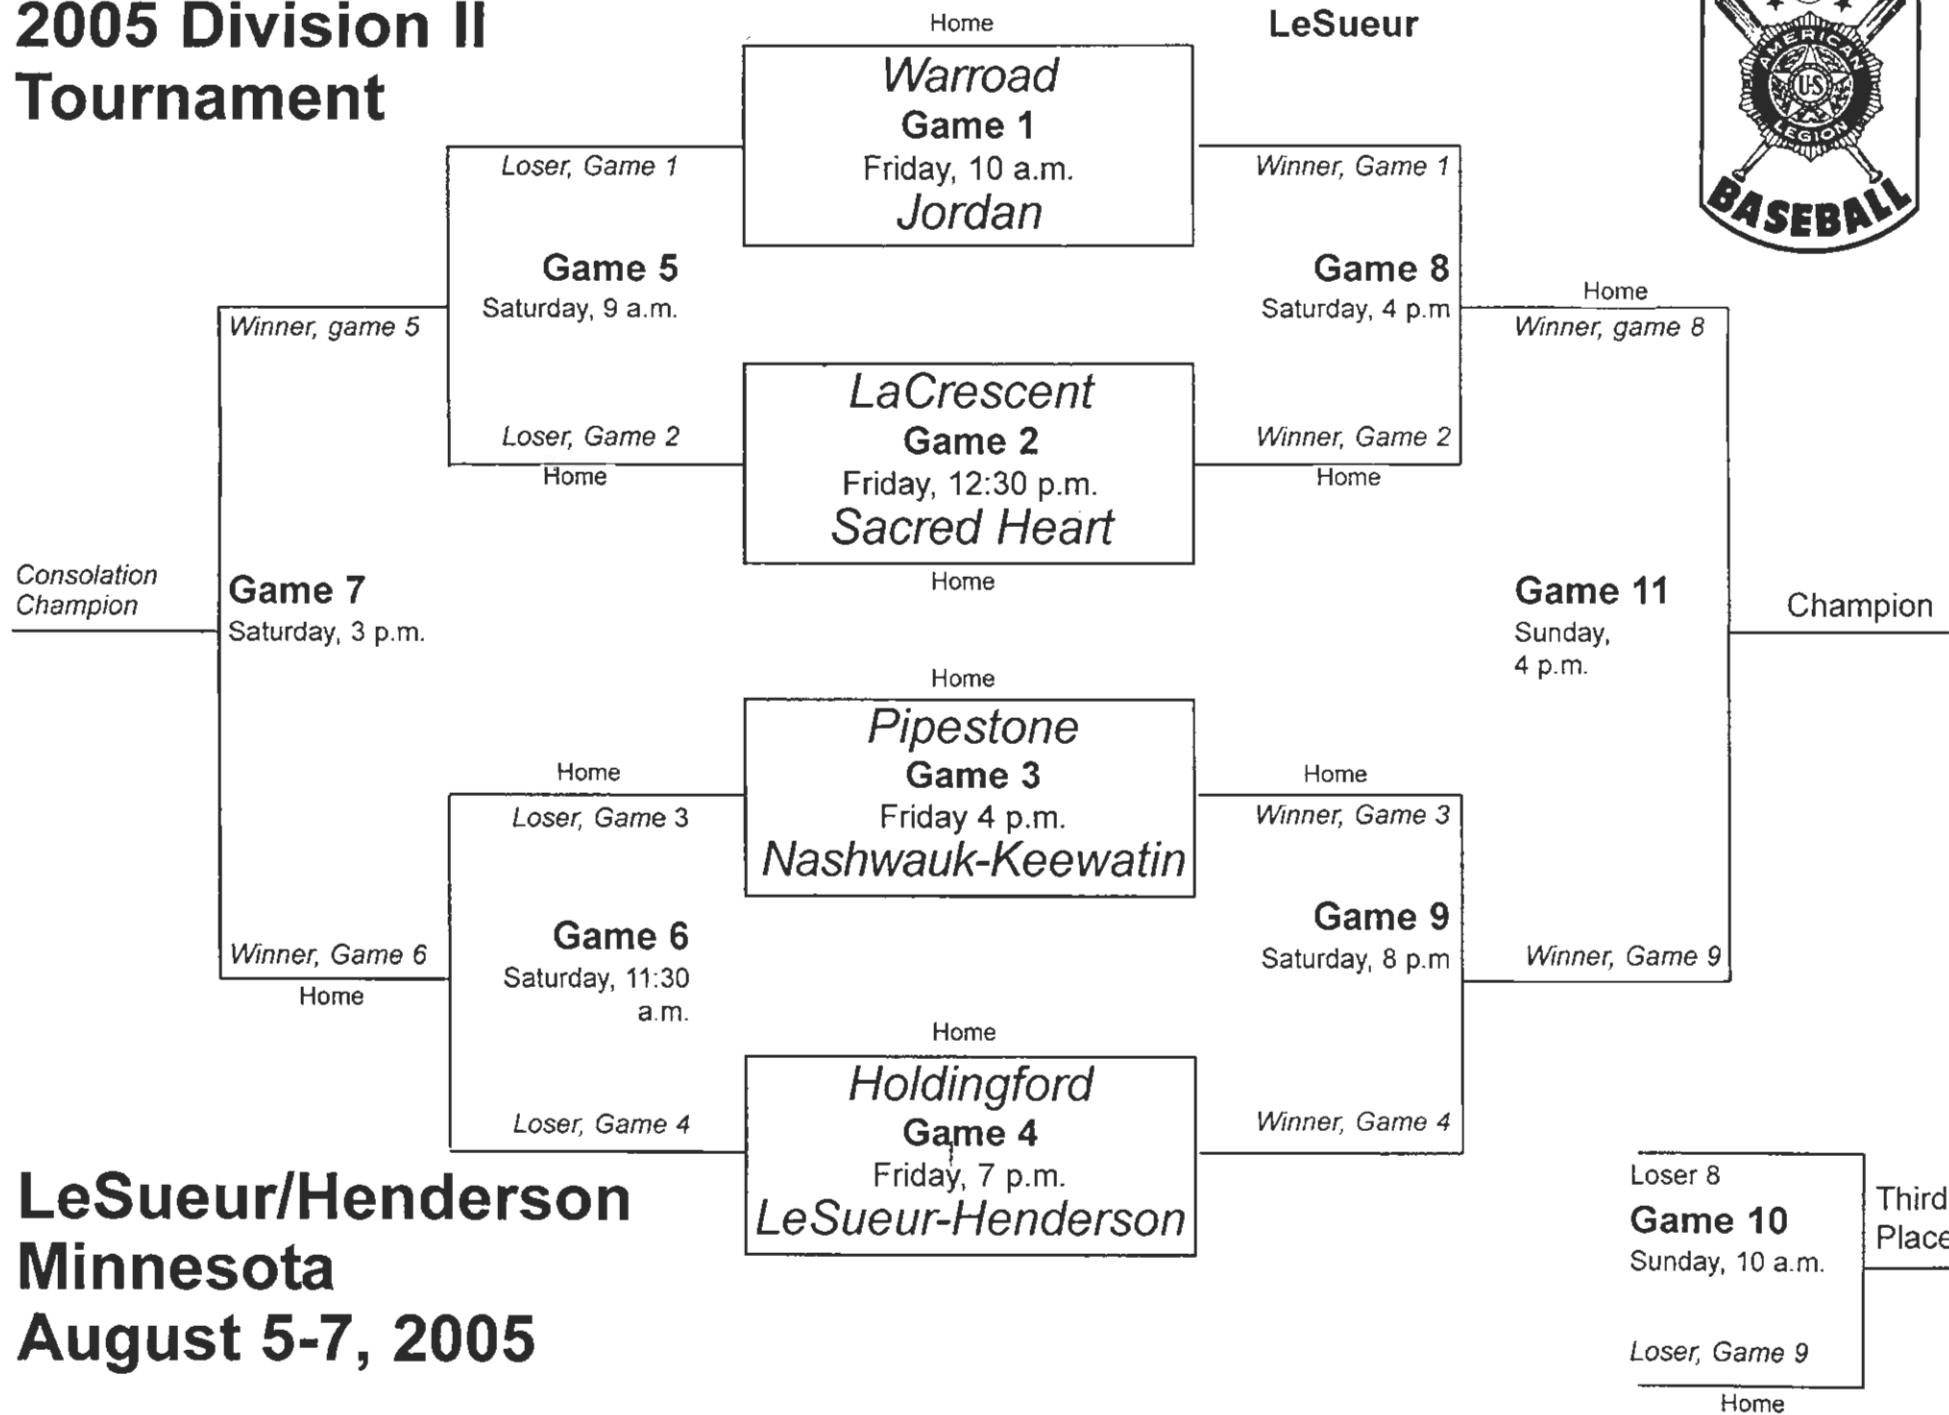 2005 Division II
Tournament
Home
LeSueur
AMERICAN
U.S
LEGION
BASEBALL
Warroad
Game 1
Friday, 10 a.m.
Jordan
Loser, Game 1
Winner, Game 1
Game 5
Saturday, 9 a.m.
Game 8
Saturday, 4 p.m
Home
Winner, game 5
Winner, game 8
LaCrescent
Game 2
Friday, 12:30 p.m.
Sacred Heart
Home
Loser, Game 2
Home
Winner, Game 2
Home
Consolation
Champion
Game 7
Saturday, 3 p.m.
Game 11
Sunday,
4 p.m.
Champion
Home
Pipestone
Game 3
Friday 4 p.m.
Nashwauk-Keewatin
Home
Loser, Game 3
Home
Winner, Game 3
Game 6
Saturday, 11:30
a.m.
Game 9
Saturday, 8 p.m
Winner, Game 6
Home
Winner, Game 9
Home
Holdingford
Game 4
Friday, 7 p.m.
LeSueur-Henderson
Loser, Game 4
Winner, Game 4
LeSueur/Henderson
Minnesota
August 5-7, 2005
Loser 8
Game 10
Sunday, 10 a.m.
Third
Place
Loser, Game 9
Home